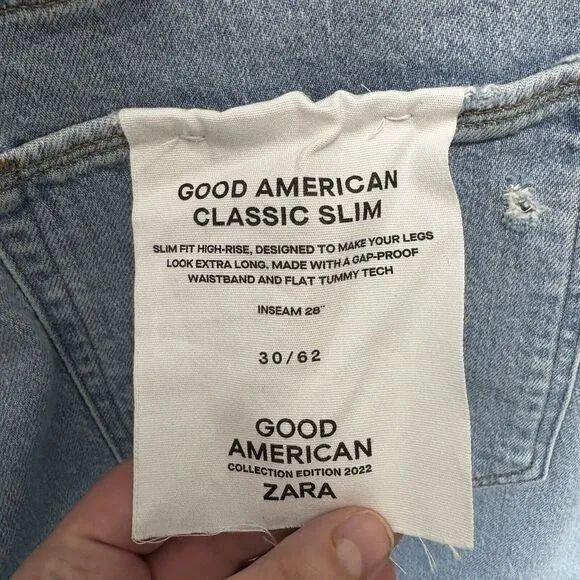 GOOD AMERICAN
CLASSIC SLIM
SLIM FIT HIGH-RISE, DESIGNED TO MAKE YOUR LEGS
LOOK EXTRA LONG. MADE WITH A GAP-PROOF
WAISTBAND AND FLAT TUMMY TECH
INSEAM 28"
30/62
GOOD
AMERICAN
COLLECTION EDITION 2022
ZARA